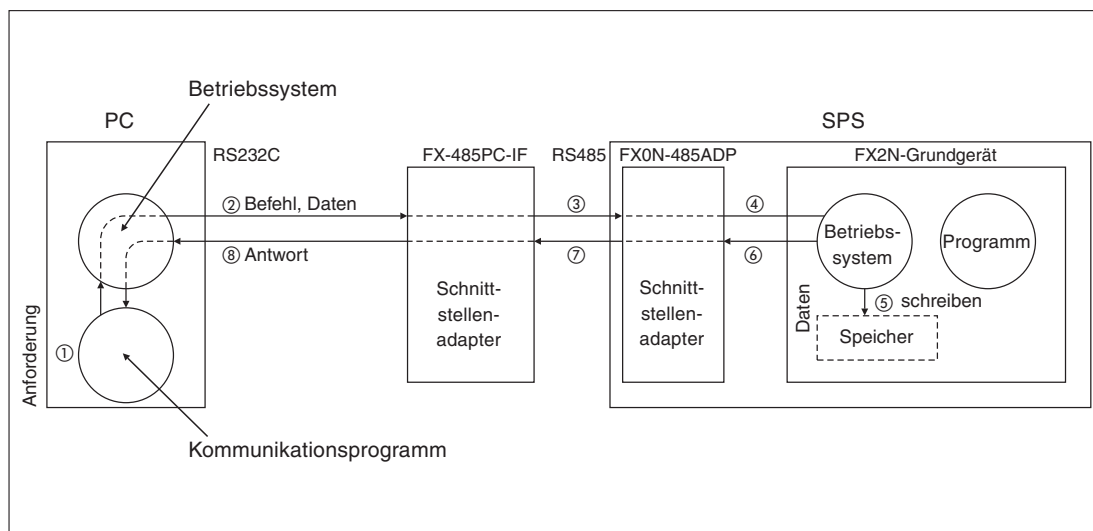 Betriebssystem
PC
SPS
RS232C
FX-485PC-IF
RS485
FX0N-485ADP
FX2N-Grundgerät
② Befehl, Daten
③
④
⑧ Antwort
⑦
⑥
Betriebs-
system
Programm
Schnitt-
stellen-
adapter
Schnitt-
stellen-
adapter
⑤ schreiben
Daten
Speicher
Anforderung
①
Kommunikationsprogramm